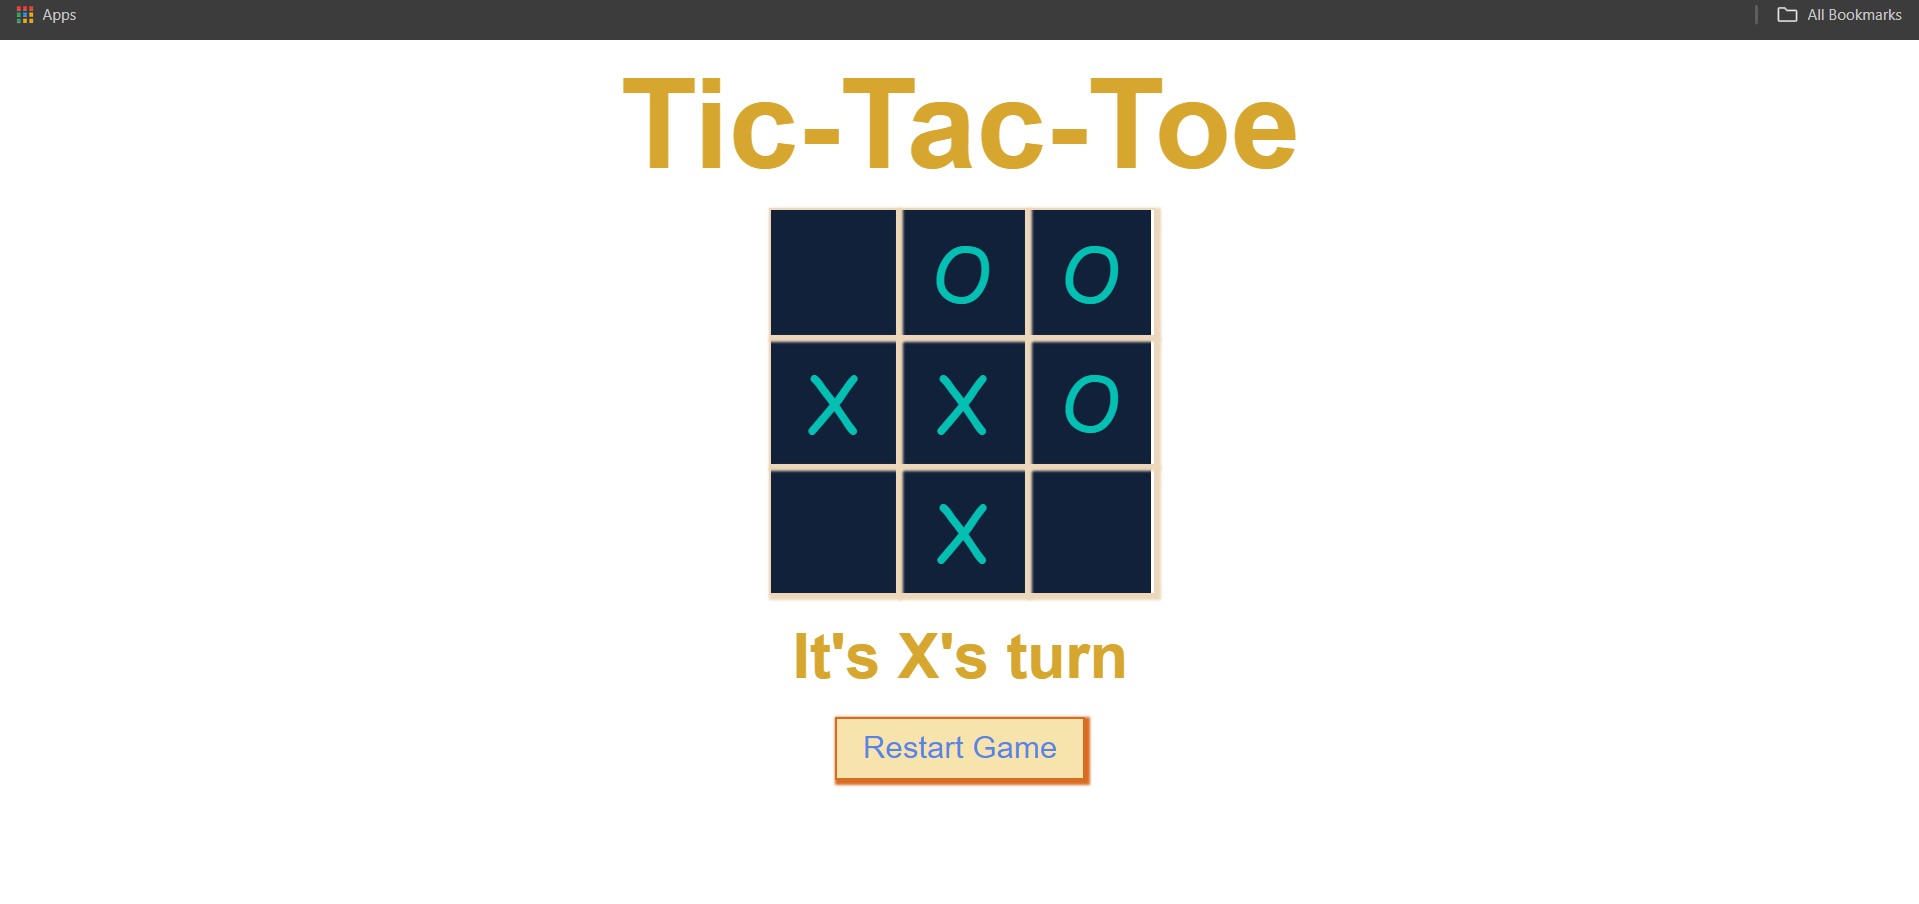 Apps
All Bookmarks
Tic-Tac-Toe
O O
X X O
X
It's X's turn
Restart Game